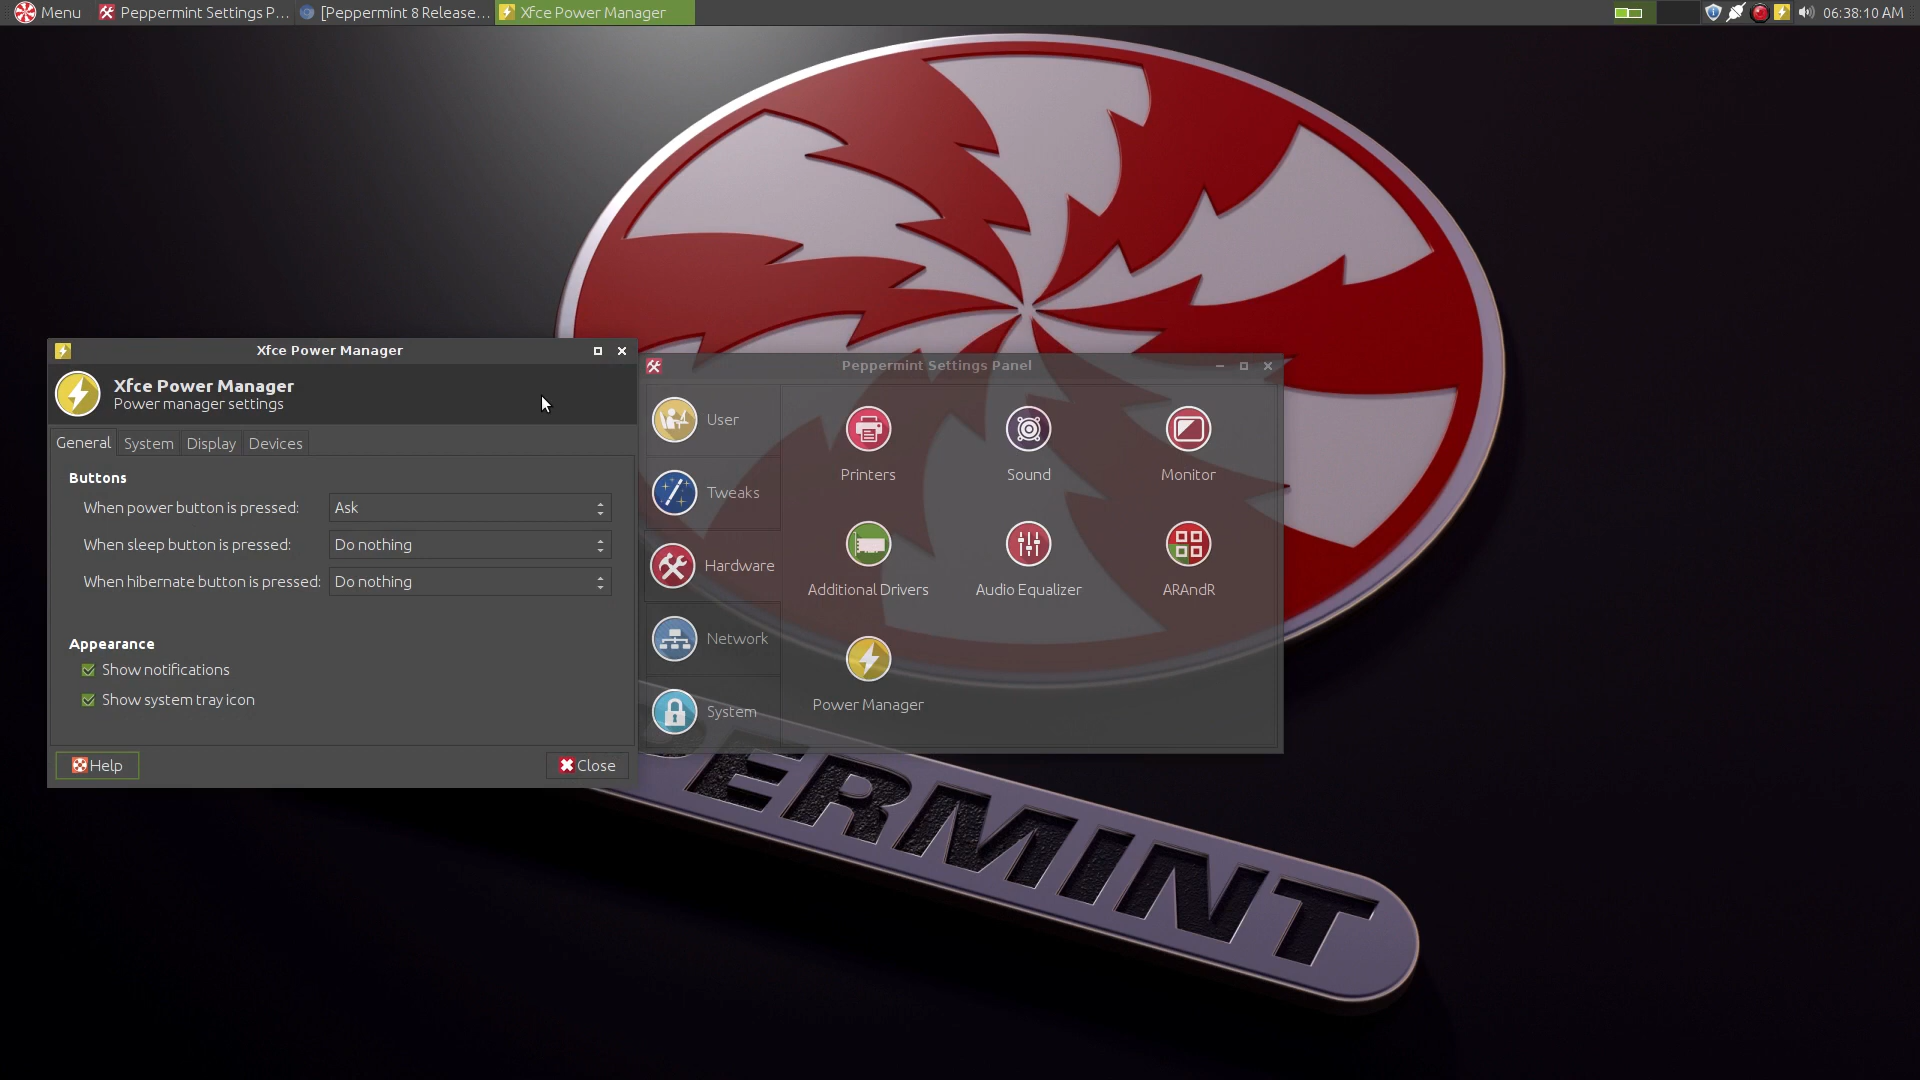 Menu
Peppermint Settings P...
[Peppermint 8 Release...
Xfce Power Manager
06:38:10 AM
Xfce Power Manager
Xfce Power Manager
Power manager settings
General
System
Display
Devices
Buttons
When power button is pressed:
Ask
When sleep button is pressed:
Do nothing
When hibernate button is pressed:
Do nothing
Appearance
Show notifications
Show system tray icon
Help
Close
Peppermint Settings Panel
User
Tweaks
Hardware
Network
System
Printers
Sound
Monitor
Additional Drivers
Audio Equalizer
ARAndR
Power Manager
PERMINT